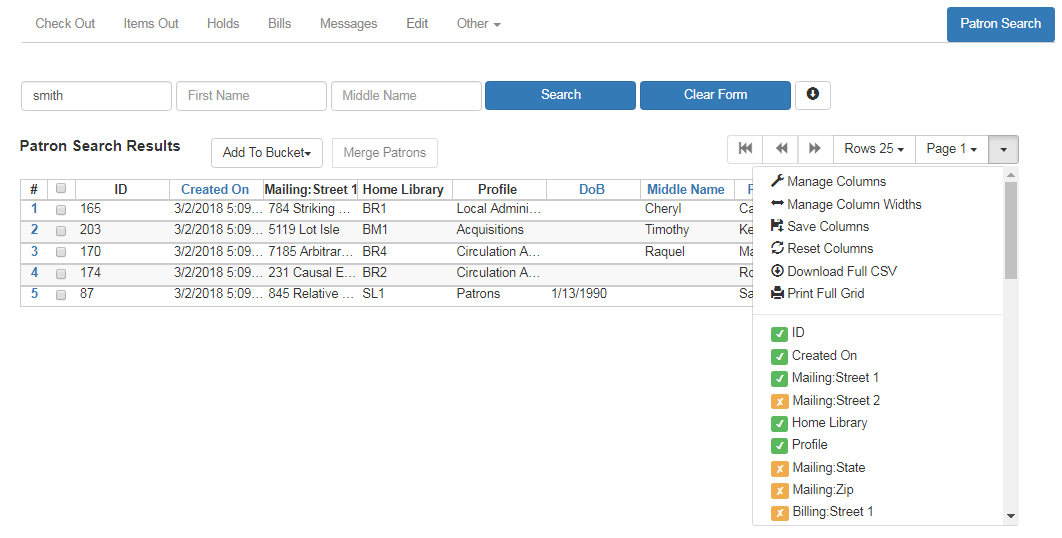 Check Out Items Out Holds Bills Messages Edit Other Patron Search
smith First Name Middle Name Search Clear Form
Patron Search Results Add To Bucket Merge Patrons Rows 25 Page 1
# ID Created On Mailing:Street 1 Home Library Profile DoB Middle Name F
1 165 3/2/2018 5:09... 784 Striking ... BR1 Local Admini... Cheryl Ca
2 203 3/2/2018 5:09... 5119 Lot Isle BM1 Acquisitions Timothy Ke
3 170 3/2/2018 5:09... 7185 Arbitrar... BR4 Circulation A... Raquel Ma
4 174 3/2/2018 5:09... 231 Causal E... BR2 Circulation A... Ro
5 87 3/2/2018 5:09... 845 Relative ... SL1 Patrons 1/13/1990 Sa
Manage Columns
Manage Column Widths
Save Columns
Reset Columns
Download Full CSV
Print Full Grid
ID
Created On
Mailing:Street 1
Mailing:Street 2
Home Library
Profile
Mailing:State
Mailing:Zip
Billing:Street 1